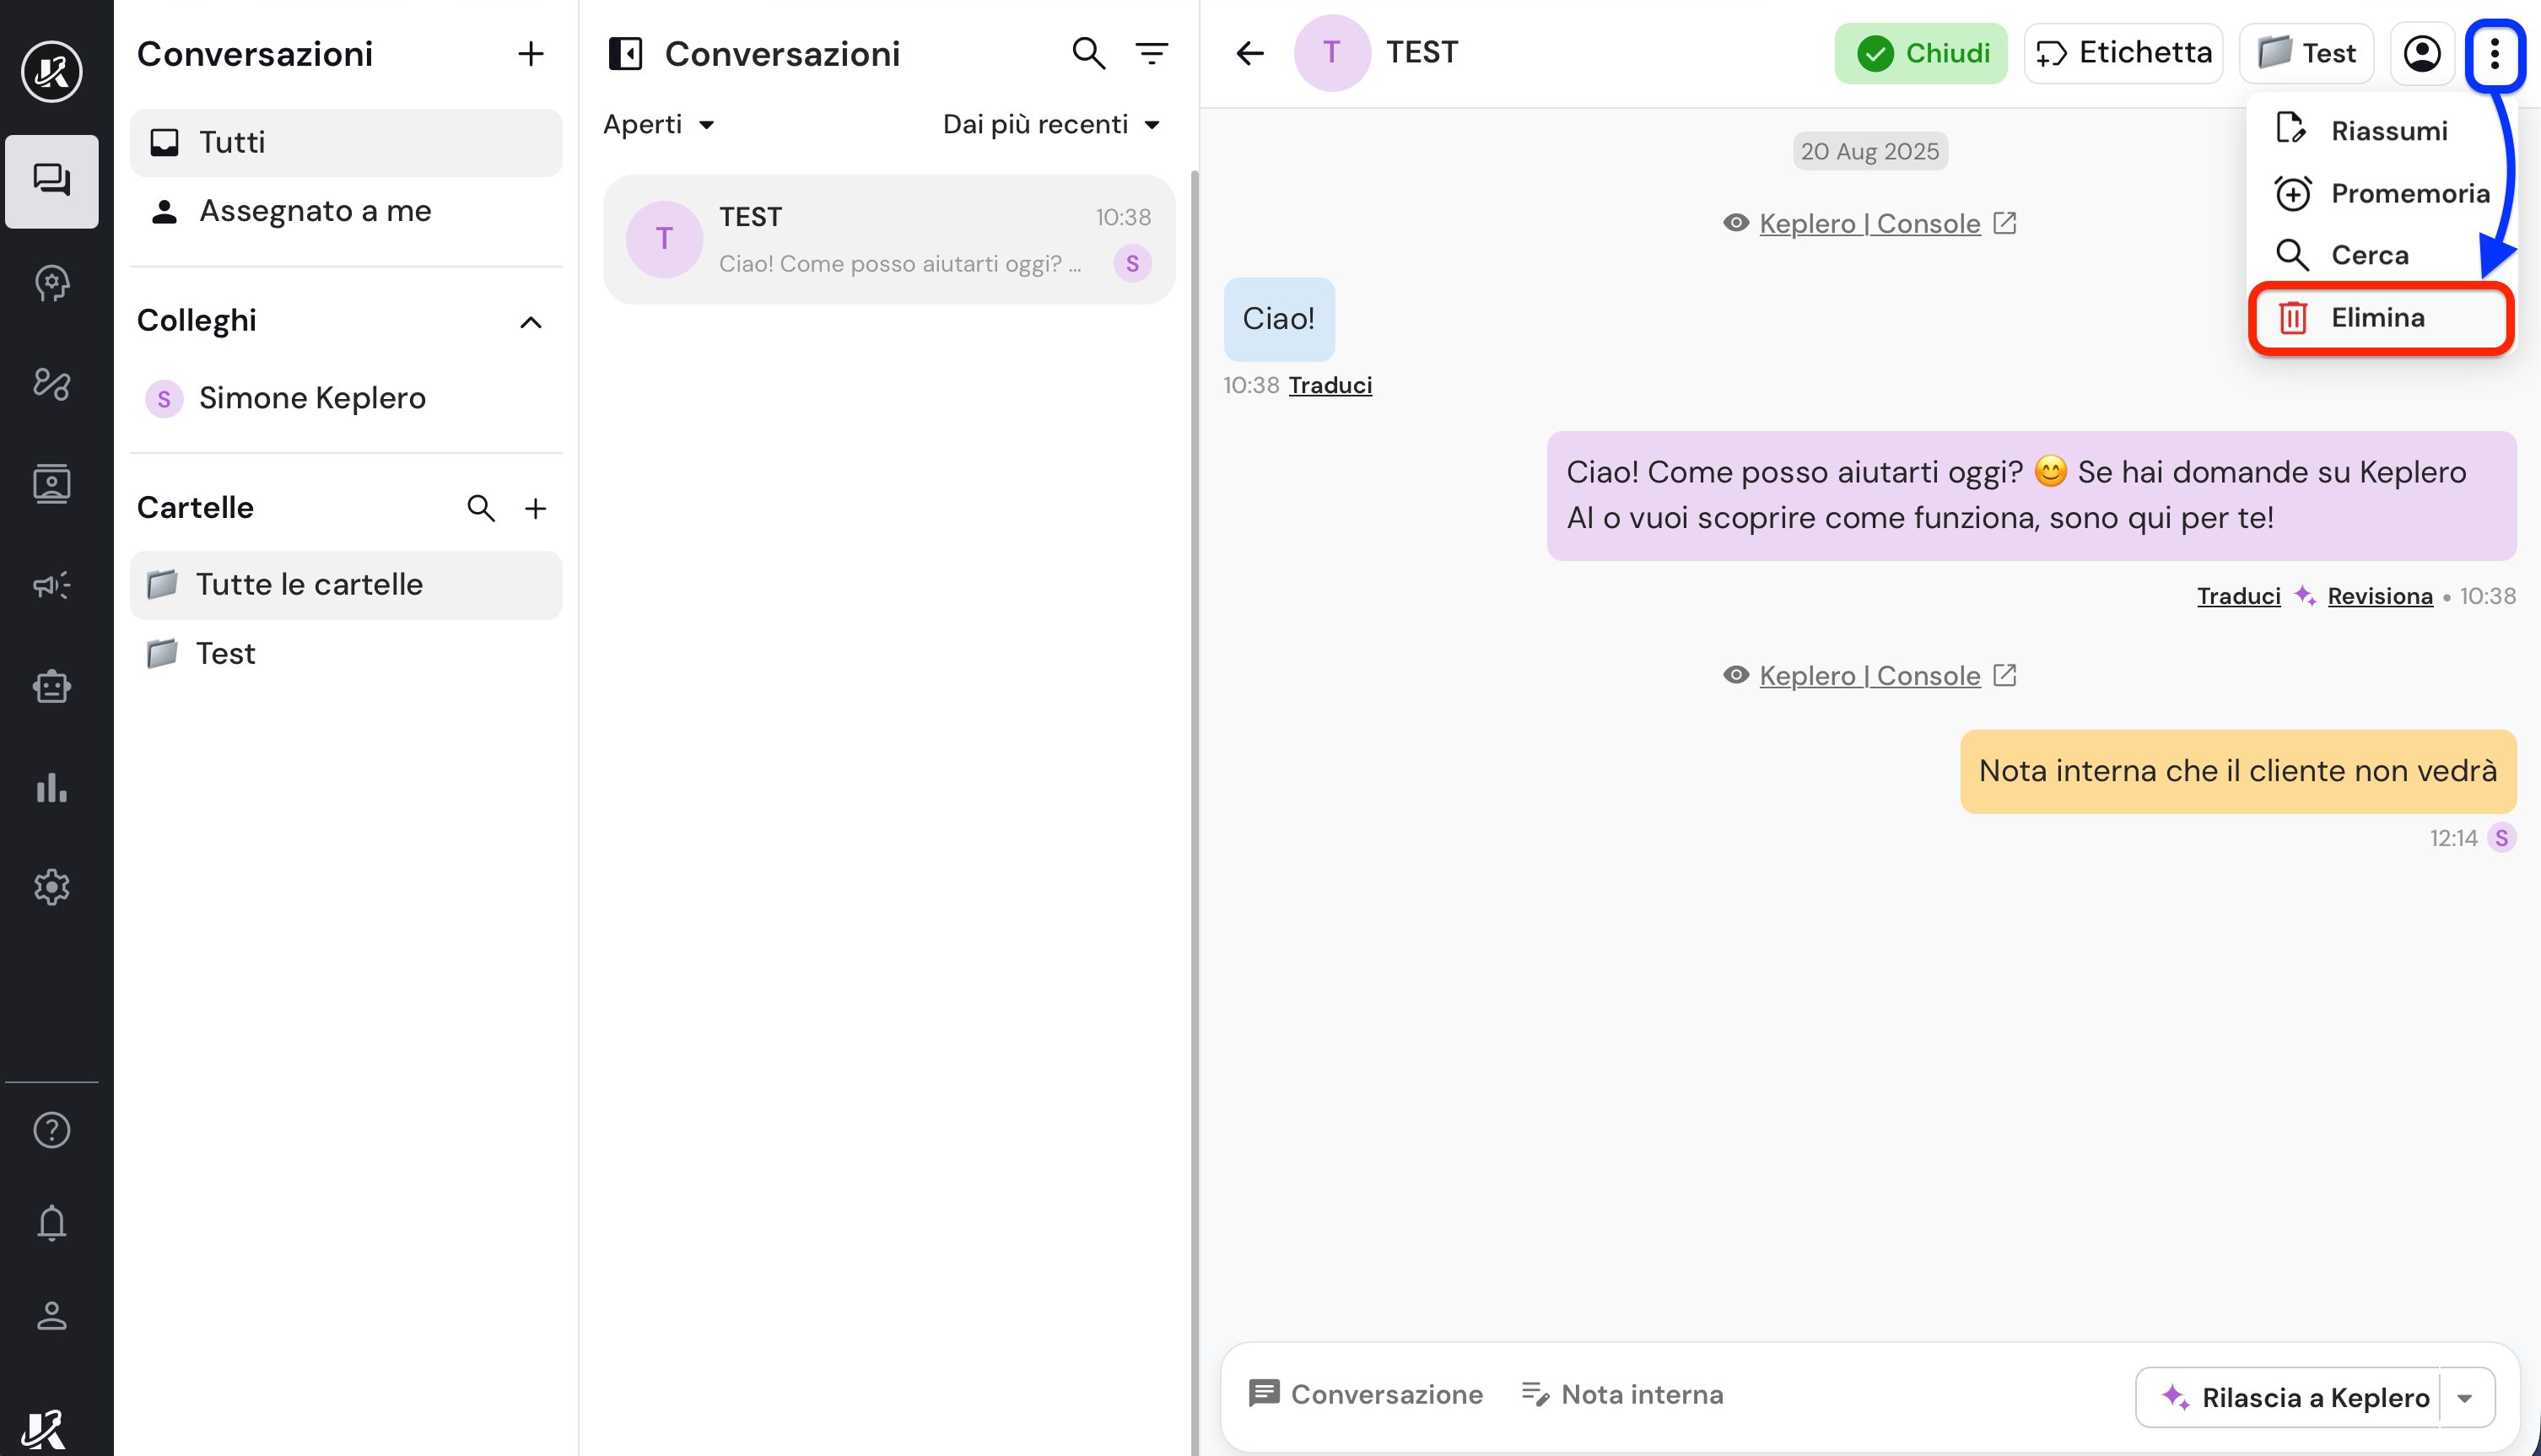 Conversazioni
Tutti
Assegnato a me
Colleghi
S Simone Keplero
Cartelle
Tutte le cartelle
Test
Conversazioni
Aperti
Dai più recenti
T
TEST
10:38
Ciao! Come posso aiutarti oggi? ...
S
T
TEST
Chiudi
Etichetta
Test
Riassumi
Promemoria
Cerca
Elimina
20 Aug 2025
Keplero | Console
Ciao!
10:38 Traduci
Ciao! Come posso aiutarti oggi? 😊 Se hai domande su Keplero
AI o vuoi scoprire come funziona, sono qui per te!
Traduci Revisiona • 10:38
Keplero | Console
Nota interna che il cliente non vedrà
12:14 S
Conversazione
Nota interna
Rilascia a Keplero